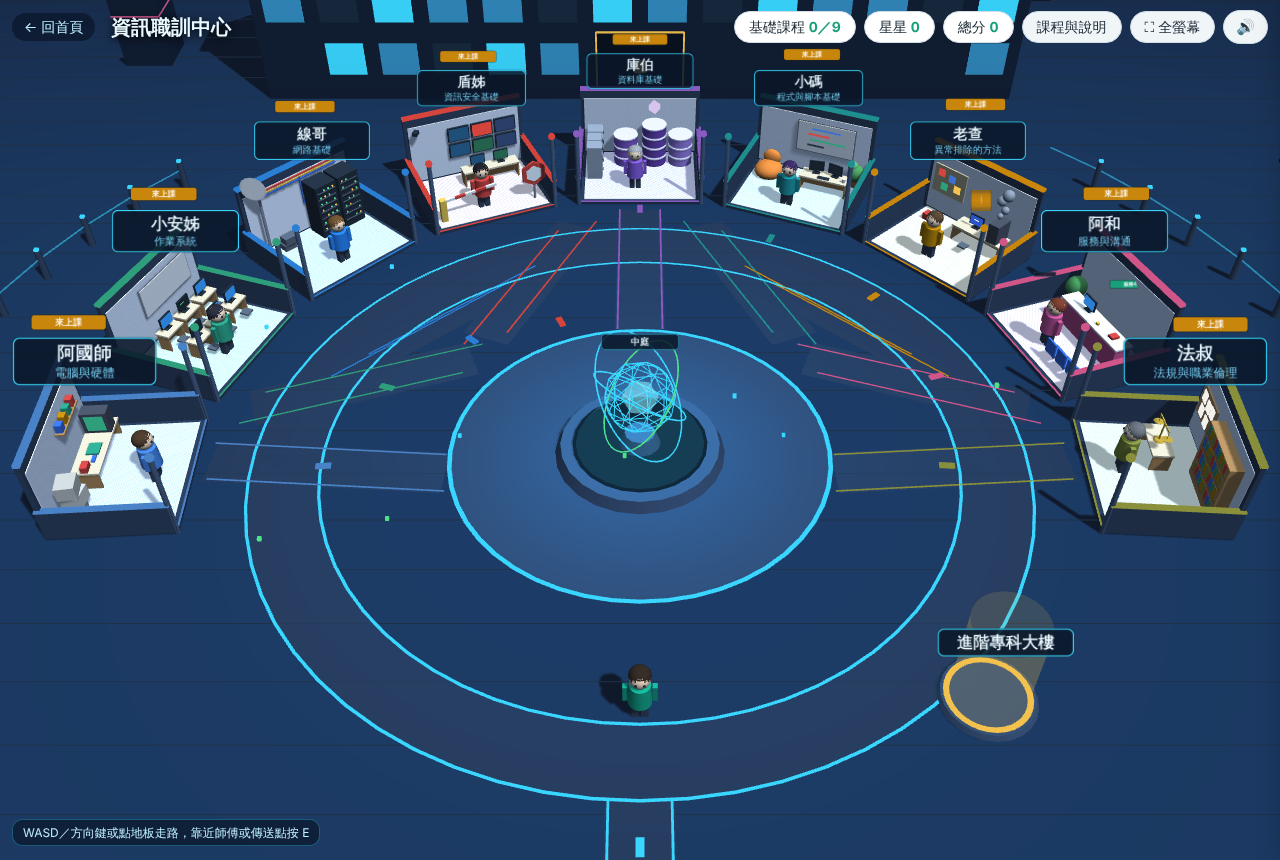 ← 回首頁
資訊職訓中心
基礎課程 0／9
星星 0
總分 0
課程與說明
全螢幕
來上課
庫伯
資料庫基礎
來上課
盾姊
資訊安全基礎
來上課
小碼
程式與腳本基礎
來上課
線哥
網路基礎
來上課
老查
異常排除的方法
來上課
小安姊
作業系統
來上課
阿和
服務與溝通
來上課
阿國師
電腦與硬體
來上課
法叔
法規與職業倫理
中庭
進階專科大樓
WASD／方向鍵或點地板走路，靠近師傅或傳送點按 E